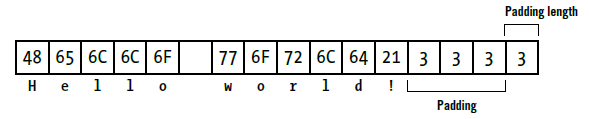 Padding length
48 65 6C 6C 6F 77 6F 72 6C 64 21 3 3 3 3
H e l l o w o r l d !
Padding